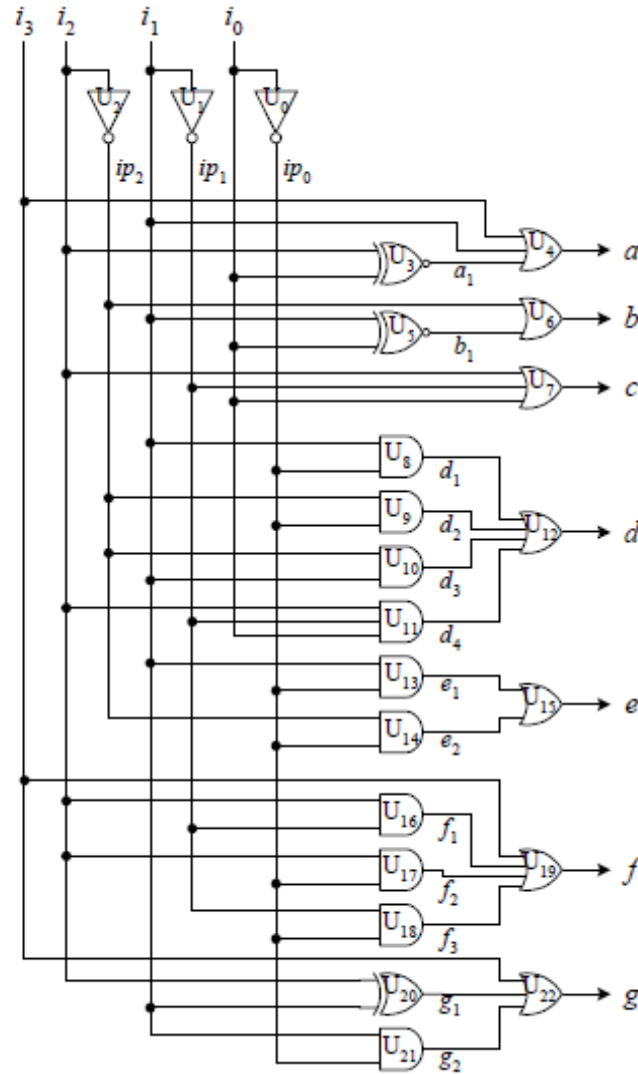 i₃ i₂ i₁ i₀
U₂ U₁ U₀
ip₂ ip₁ ip₀
U₄ a
U₃ a₁
U₆ b
U₅ b₁
U₇ c
U₈ d₁
U₉ d₂
U₁₂ d
U₁₀ d₃
U₁₁ d₄
U₁₃ e₁
U₁₅ e
U₁₄ e₂
U₁₆ f₁
U₁₉ f
U₁₇ f₂
U₁₈ f₃
U₂₀ g₁ U₂₂ g
U₂₁ g₂